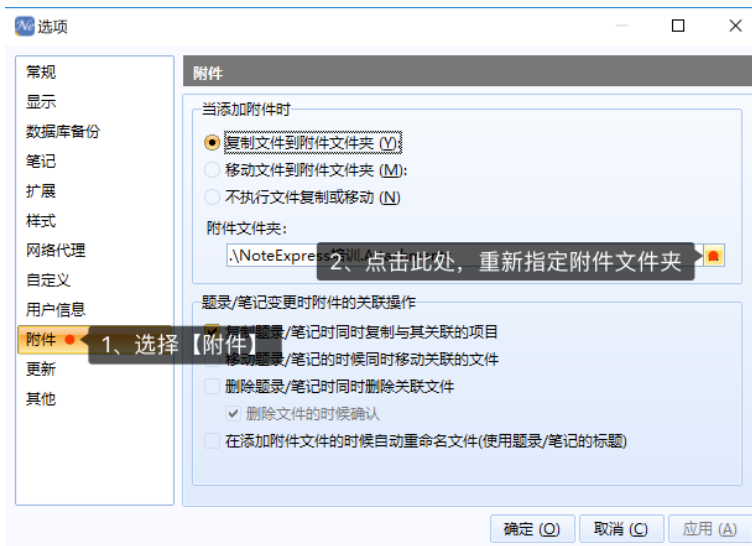 Ne 选项
常规
显示
数据库备份
笔记
扩展
样式
网络代理
自定义
用户信息
附件
更新
其他
1、选择【附件】
附件
当添加附件时
复制文件到附件文件夹 (Y):
移动文件到附件文件夹 (M):
不执行文件复制或移动 (N)
附件文件夹:
.\NoteExpress
2、点击此处，重新指定附件文件夹
题录/笔记变更时附件的关联操作
复制题录/笔记时同时复制与其关联的项目
移动题录/笔记的时候同时移动关联的文件
删除题录/笔记时同时删除关联文件
删除文件的时候确认
在添加附件文件的时候自动重命名文件(使用题录/笔记的标题)
确定 (O) 取消 (C) 应用 (A)